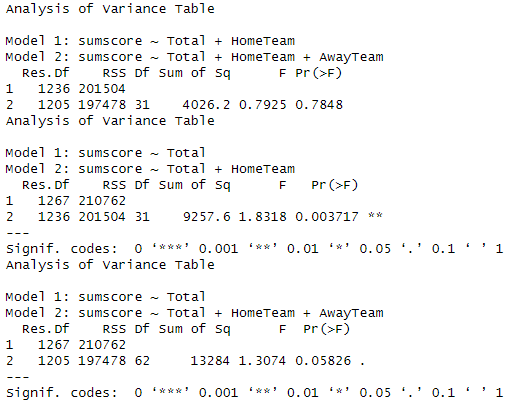 Analysis of Variance Table

Model 1: sumscore ~ Total + HomeTeam
Model 2: sumscore ~ Total + HomeTeam + AwayTeam
  Res.Df    RSS Df Sum of Sq      F Pr(>F)
1   1236 201504
2   1205 197478 31    4026.2 0.7925 0.7848
Analysis of Variance Table

Model 1: sumscore ~ Total
Model 2: sumscore ~ Total + HomeTeam
  Res.Df    RSS Df Sum of Sq      F   Pr(>F)
1   1267 210762
2   1236 201504 31    9257.6 1.8318 0.003717 **
---
Signif. codes:  0 ‘***’ 0.001 ‘**’ 0.01 ‘*’ 0.05 ‘.’ 0.1 ‘ ’ 1
Analysis of Variance Table

Model 1: sumscore ~ Total
Model 2: sumscore ~ Total + HomeTeam + AwayTeam
  Res.Df    RSS Df Sum of Sq      F  Pr(>F)
1   1267 210762
2   1205 197478 62     13284 1.3074 0.05826 .
---
Signif. codes:  0 ‘***’ 0.001 ‘**’ 0.01 ‘*’ 0.05 ‘.’ 0.1 ‘ ’ 1